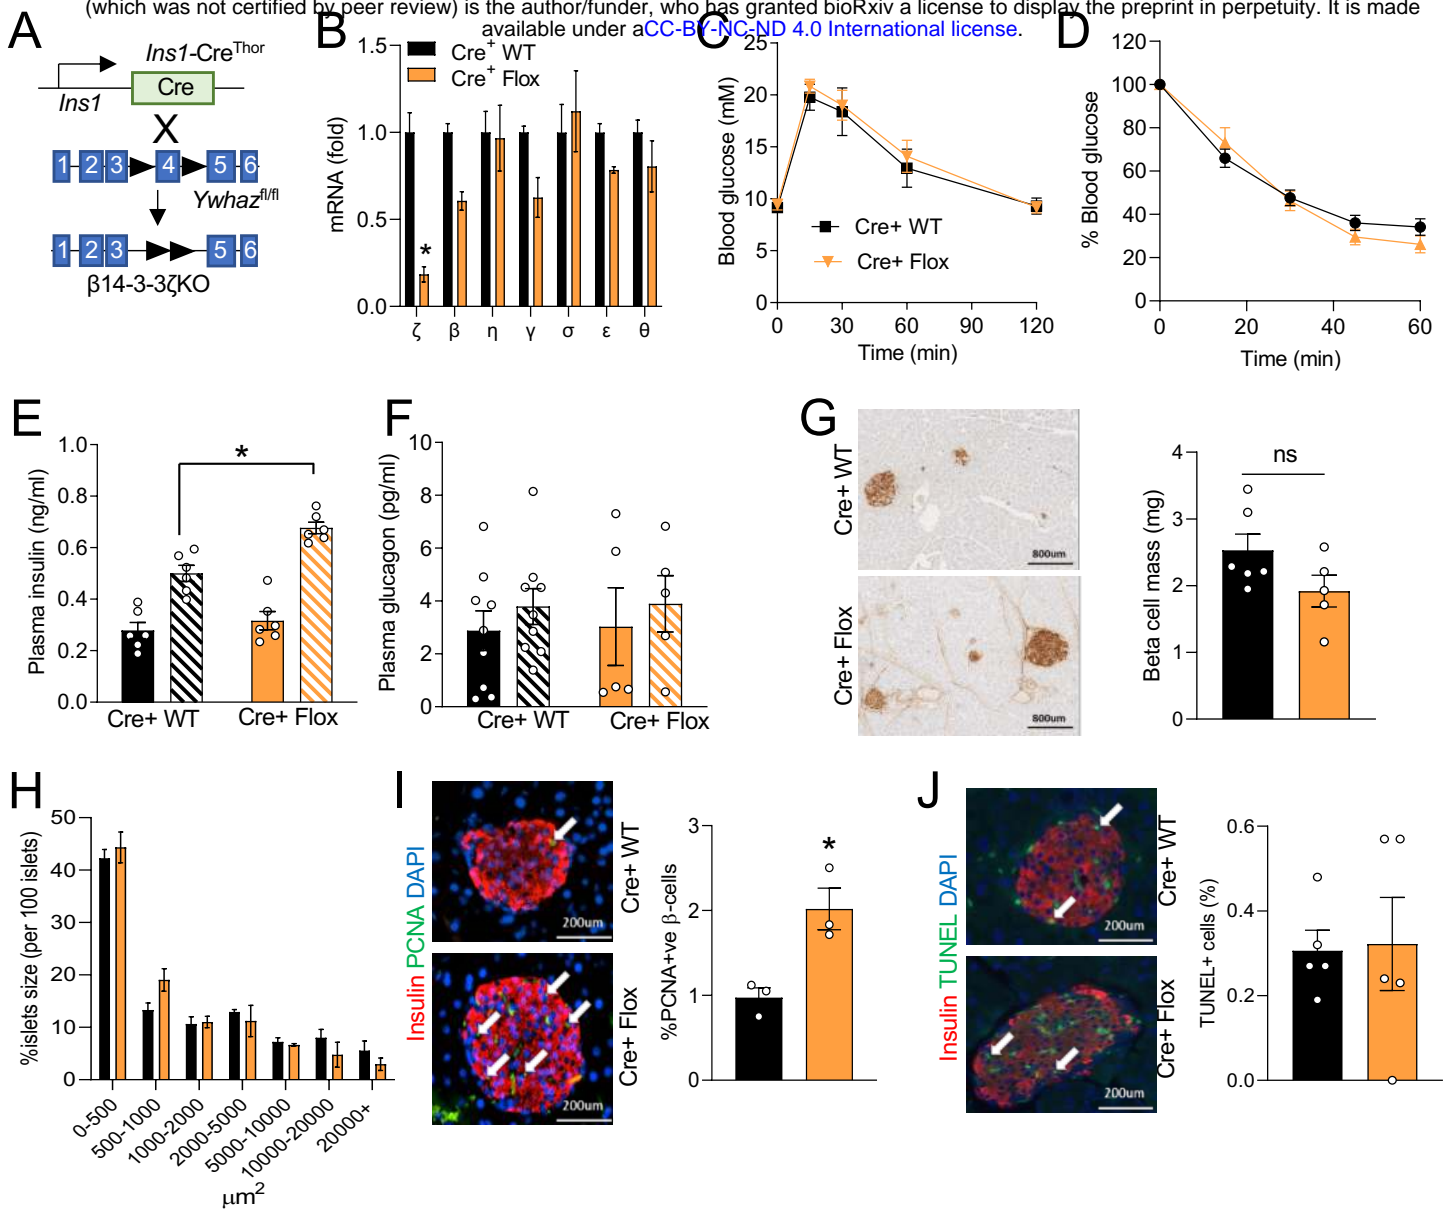 (which was not certified by peer review) is the author/funder, who has granted bioRxiv a license to display the preprint in perpetuity. It is made
available under aCC-BY-NC-ND 4.0 International license.
A
Ins1-CreThor
Cre
Ins1
X
1 2 3 4 5 6
Ywhazfl/fl
1 2 3 5 6
β14-3-3ζKO
B
Cre+ WT
Cre+ Flox
mRNA (fold)
1.5
1.0
0.5
0.0
*
ζ β η γ σ ε θ
C
Blood glucose (mM)
25
20
15
10
5
0
Cre+ WT
Cre+ Flox
0 30 60 90 120
Time (min)
D
% Blood glucose
120
100
80
60
40
20
0
0 20 40 60
Time (min)
E
Plasma insulin (ng/ml)
1.0
0.8
0.6
0.4
0.2
0.0
*
Cre+ WT Cre+ Flox
F
Plasma glucagon (pg/ml)
10
8
6
4
2
0
Cre+ WT Cre+ Flox
G
Cre+ WT
800um
Cre+ Flox
800um
Beta cell mass (mg)
4
3
2
1
0
ns
H
%islets size (per 100 islets)
50
40
30
20
10
0
0-500
500-1000
1000-2000
2000-5000
5000-10000
10000-20000
20000+
μm2
I
Insulin PCNA DAPI
Cre+ WT
200um
Cre+ Flox
200um
%PCNA+ve β-cells
3
2
1
0
*
J
Insulin TUNEL DAPI
Cre+ WT
200um
Cre+ Flox
200um
TUNEL+ cells (%)
0.6
0.4
0.2
0.0